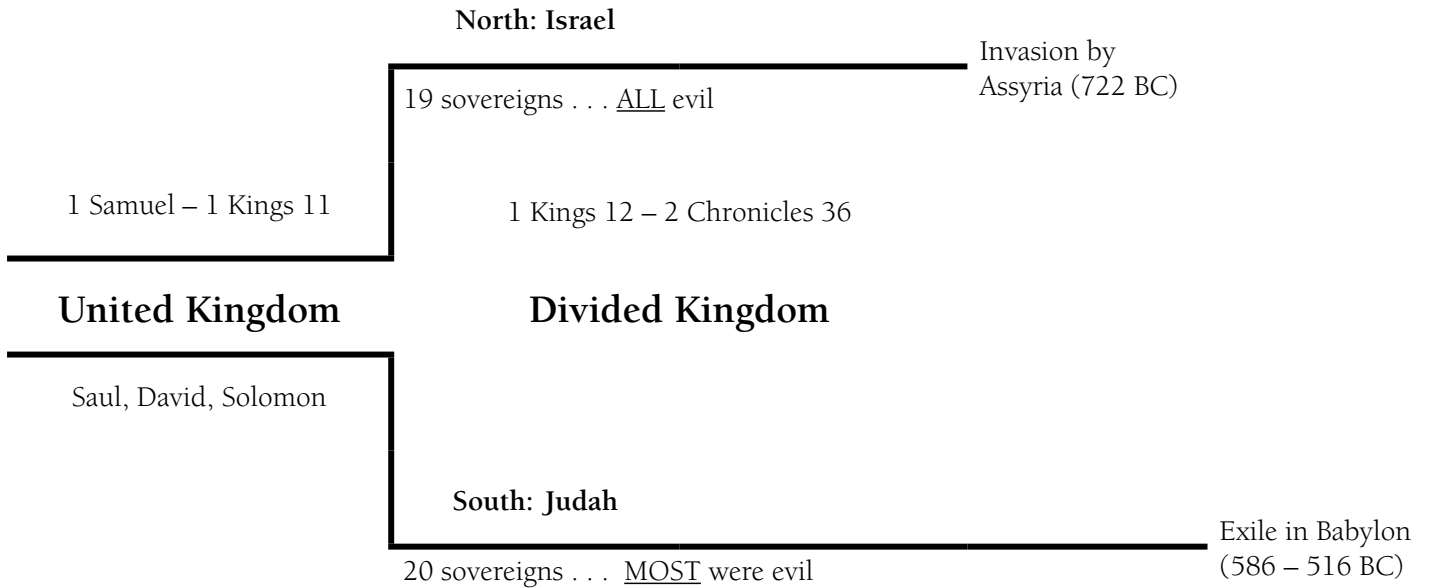 North: Israel
Invasion by
Assyria (722 BC)
19 sovereigns . . . ALL evil
1 Samuel – 1 Kings 11
1 Kings 12 – 2 Chronicles 36
United Kingdom
Divided Kingdom
Saul, David, Solomon
South: Judah
Exile in Babylon
(586 – 516 BC)
20 sovereigns . . . MOST were evil